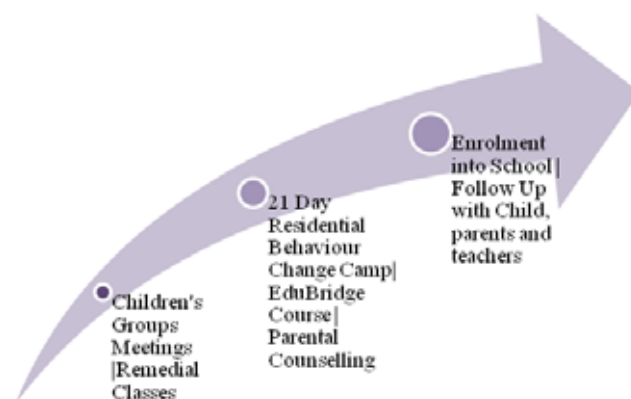 Children's
Groups
Meetings
|Remedial
Classes
21 Day
Residential
Behaviour
Change Camp|
EduBridge
Course|
Parental
Counselling
Enrolment
into School|
Follow Up
with Child,
parents and
teachers